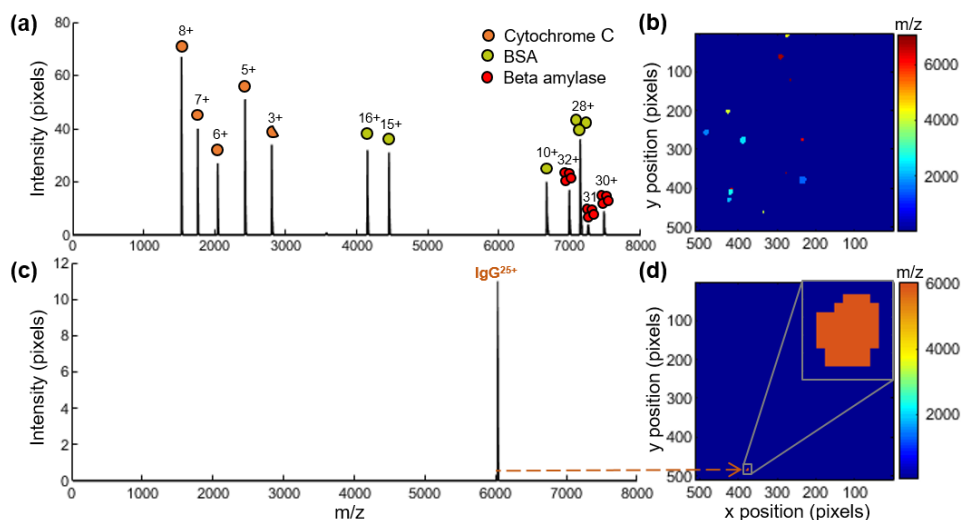 (a)
80
60
40
20
0
Intensity (pixels)
8+
7+
6+
5+
3+
16+
15+
10+
32+
28+
31
30+
Cytochrome C
BSA
Beta amylase
0 1000 2000 3000 4000 5000 6000 7000 8000
(b)
m/z
100
200
300
400
500
y position (pixels)
500 400 300 200 100
6000
4000
2000
(c)
12
10
8
6
4
2
0
Intensity (pixels)
IgG25+
0 1000 2000 3000 4000 5000 6000 7000 8000
m/z
(d)
m/z
100
200
300
400
500
y position (pixels)
500 400 300 200 100
x position (pixels)
6000
4000
2000